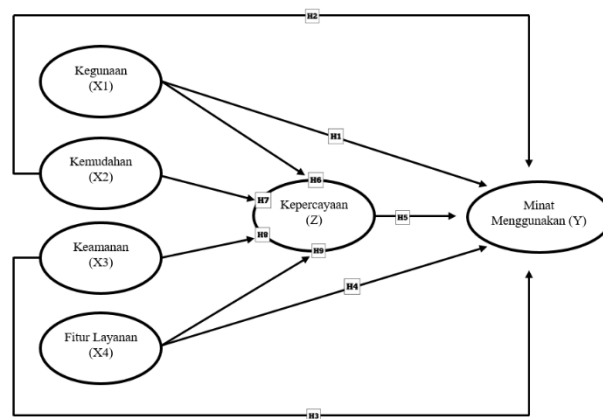 H2
Kegunaan
(X1)
H1
Kemudahan
(X2)
H6
H7
Kepercayaan
(Z)
H5
Minat
Menggunakan (Y)
Keamanan
(X3)
H8
H9
H4
Fitur Layanan
(X4)
H3